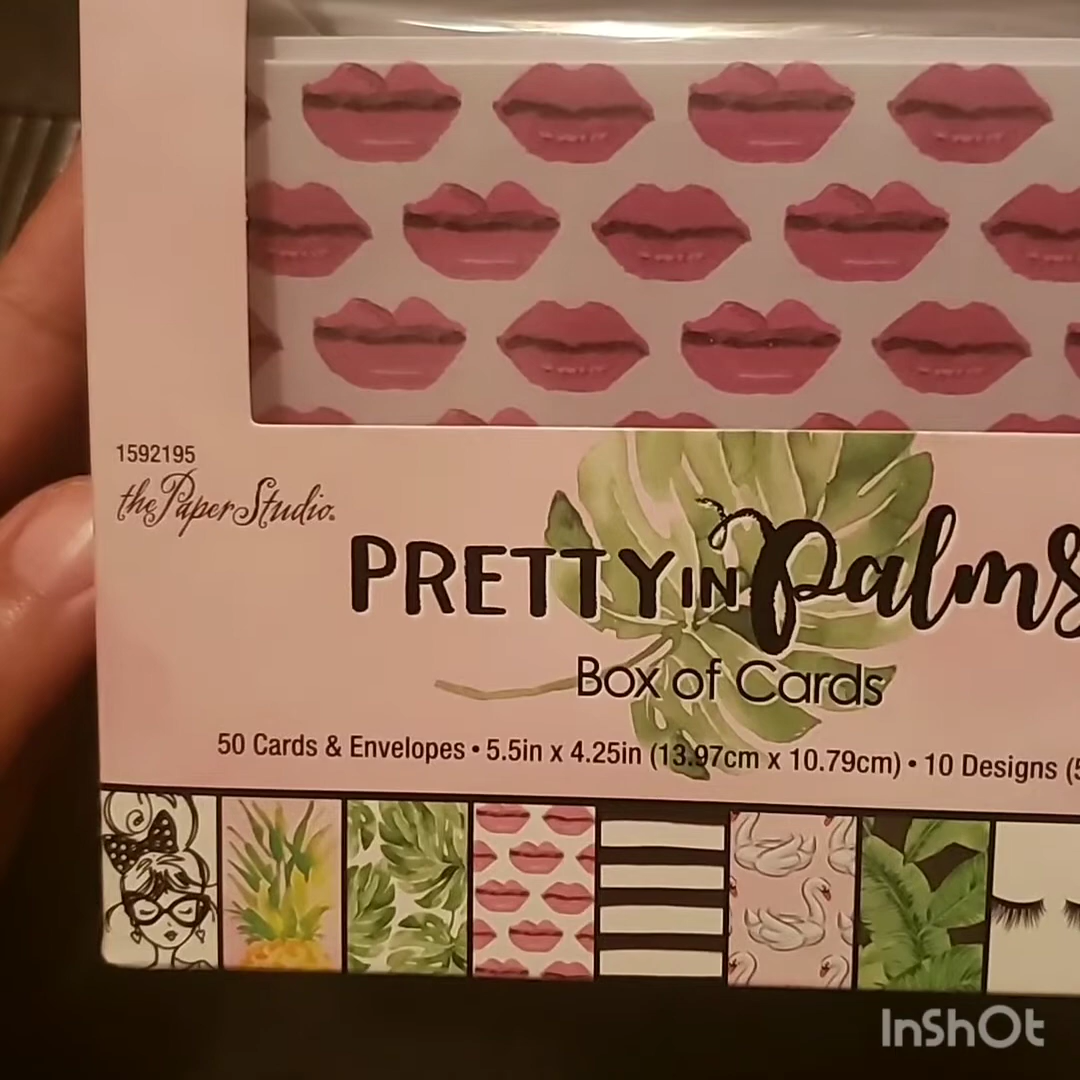 1592195
the Paper Studio.
PRETTY IN Palms
Box of Cards
50 Cards & Envelopes • 5.5in x 4.25in (13.97cm x 10.79cm) • 10 Designs (5
InShOt